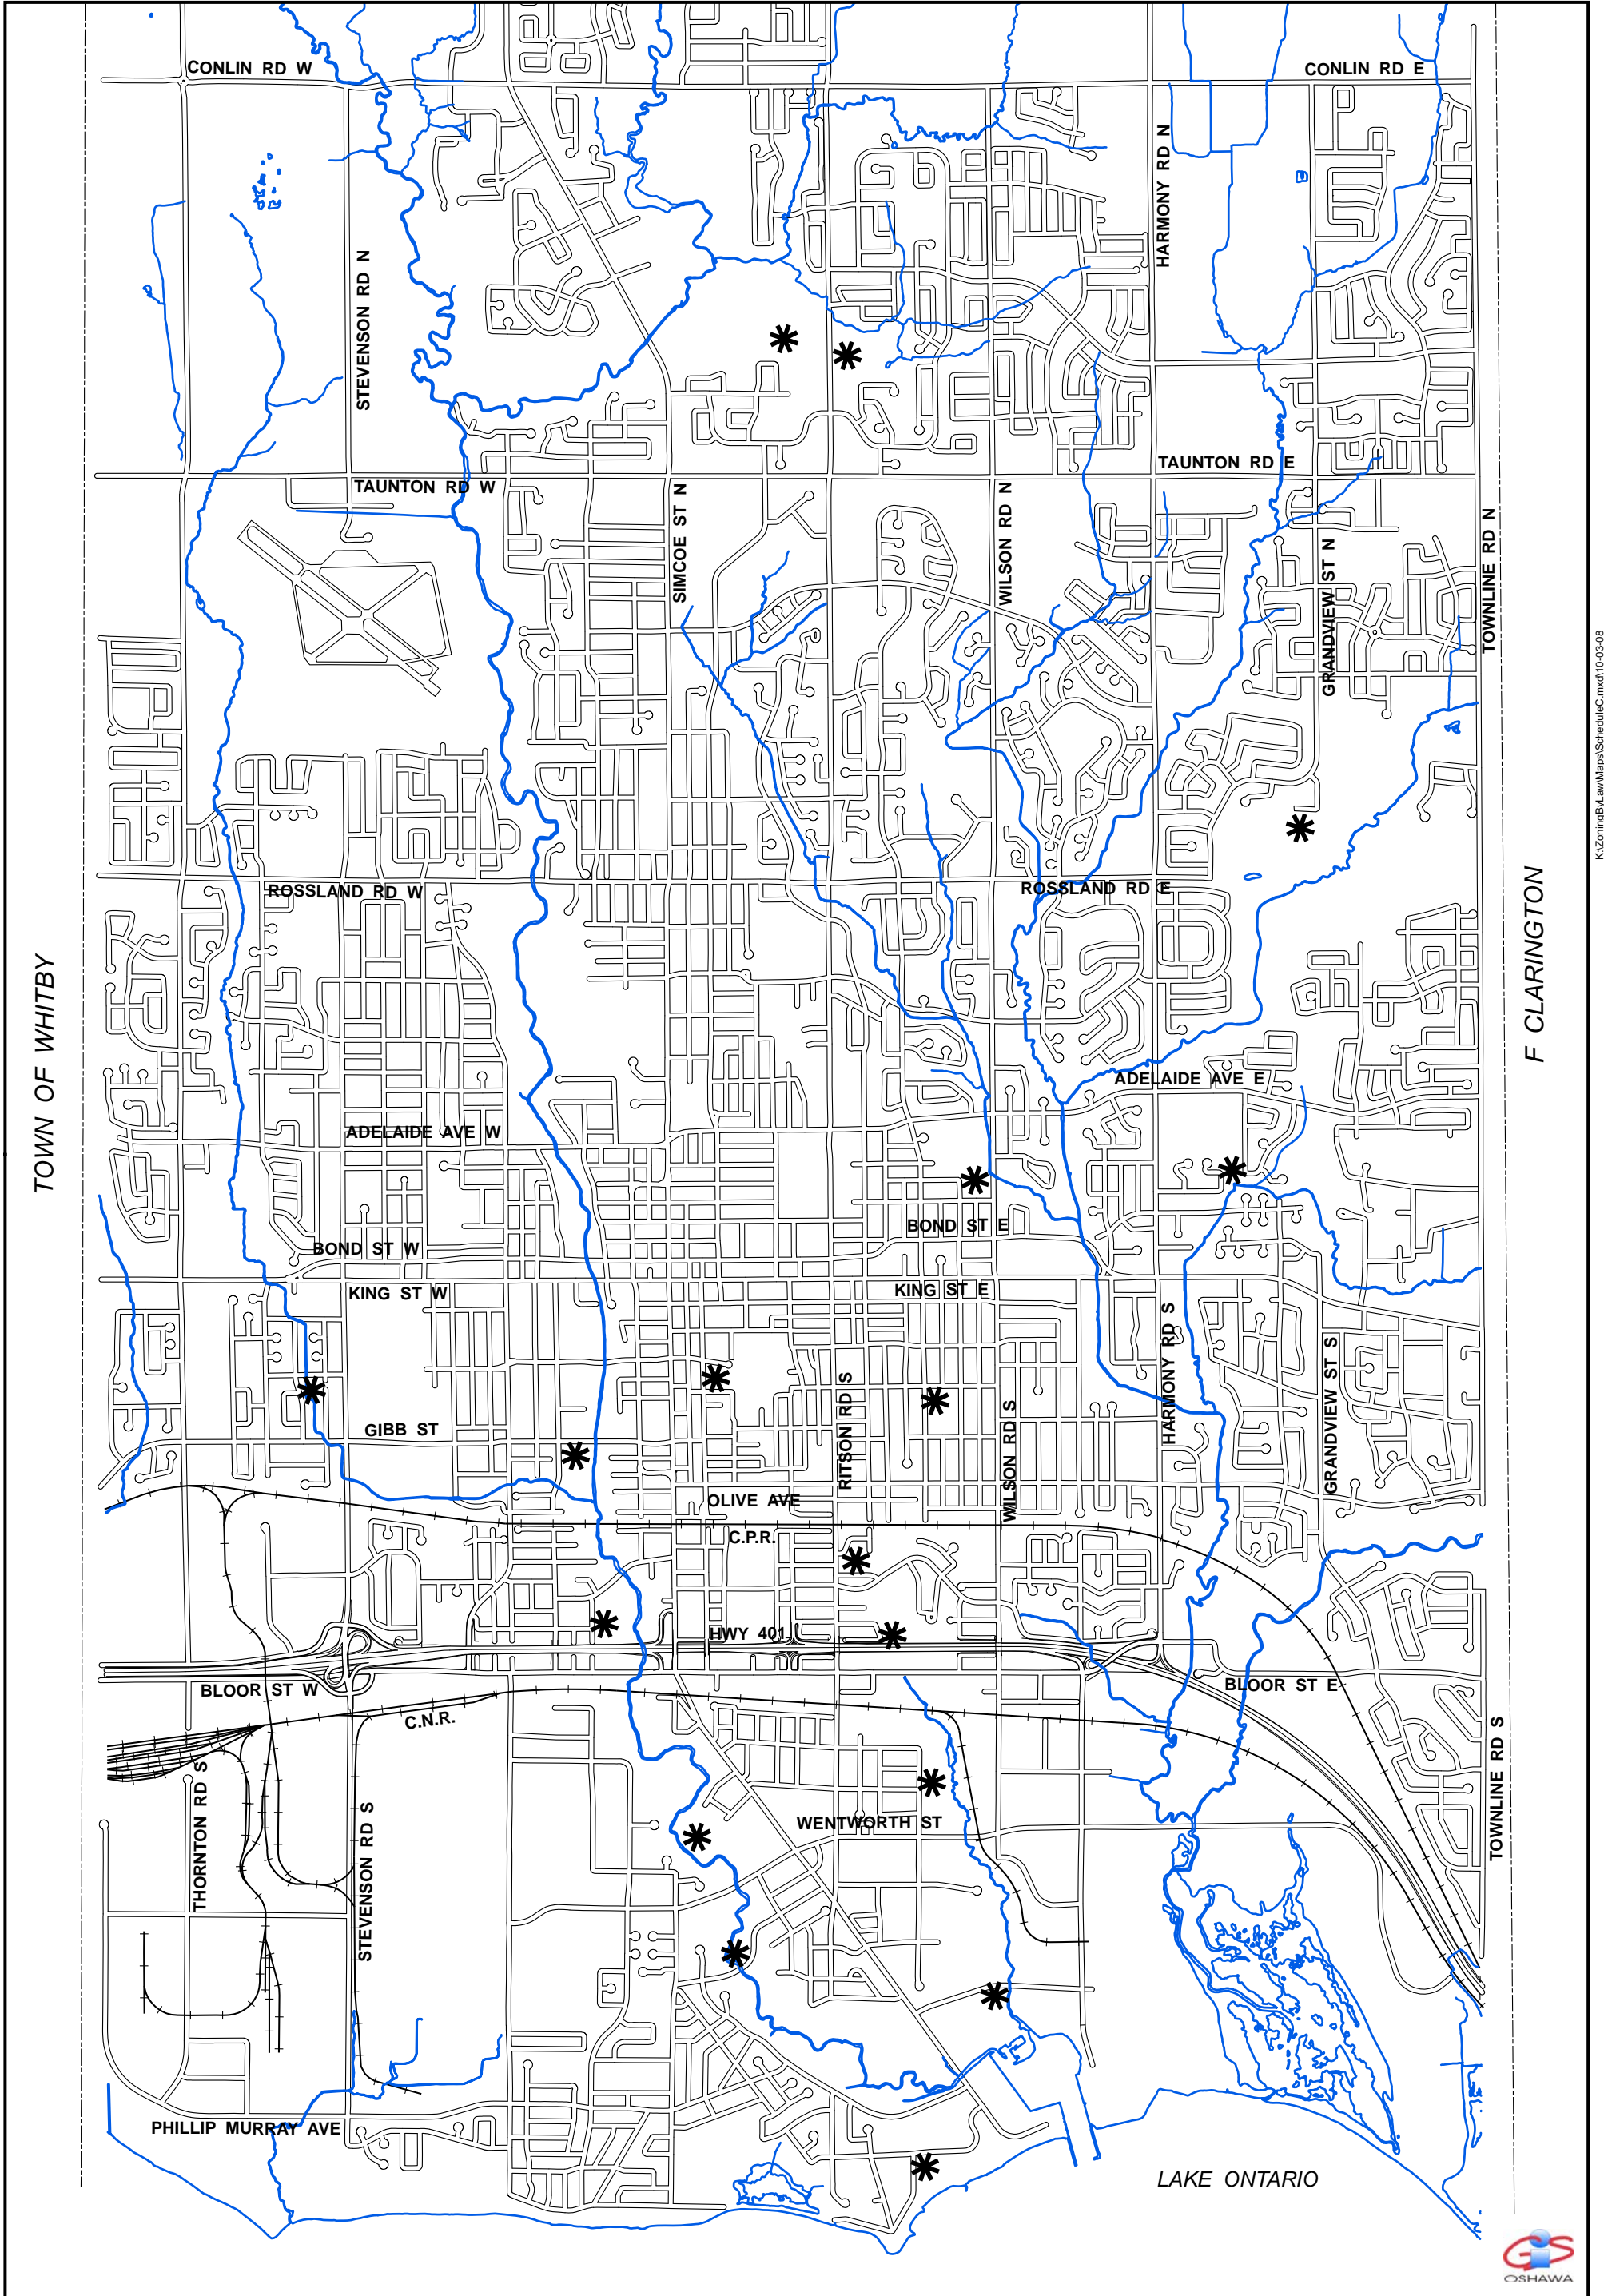 CONLIN RD W
CONLIN RD E
HARMONY RD N
STEVENSON RD N
TAUNTON RD E
TAUNTON RD W
SIMCOE ST N
WILSON RD N
GRANDVIEW ST N
TOWNLINE RD N
K:\ZoningByLaw\Maps\ScheduleC.mxd\10-03-08
ROSSLAND RD W
ROSSLAND RD E
TOWN OF WHITBY
F CLARINGTON
ADELAIDE AVE E
ADELAIDE AVE W
BOND ST E
BOND ST W
KING ST W
KING ST E
HARMONY RD S
GRANDVIEW ST S
RITSON RD S
WILSON RD S
GIBB ST
OLIVE AVE
C.P.R.
HWY 401
BLOOR ST W
BLOOR ST E
C.N.R.
THORNTON RD S
STEVENSON RD S
WENTWORTH ST
TOWNLINE RD S
PHILLIP MURRAY AVE
LAKE ONTARIO
GiS
OSHAWA